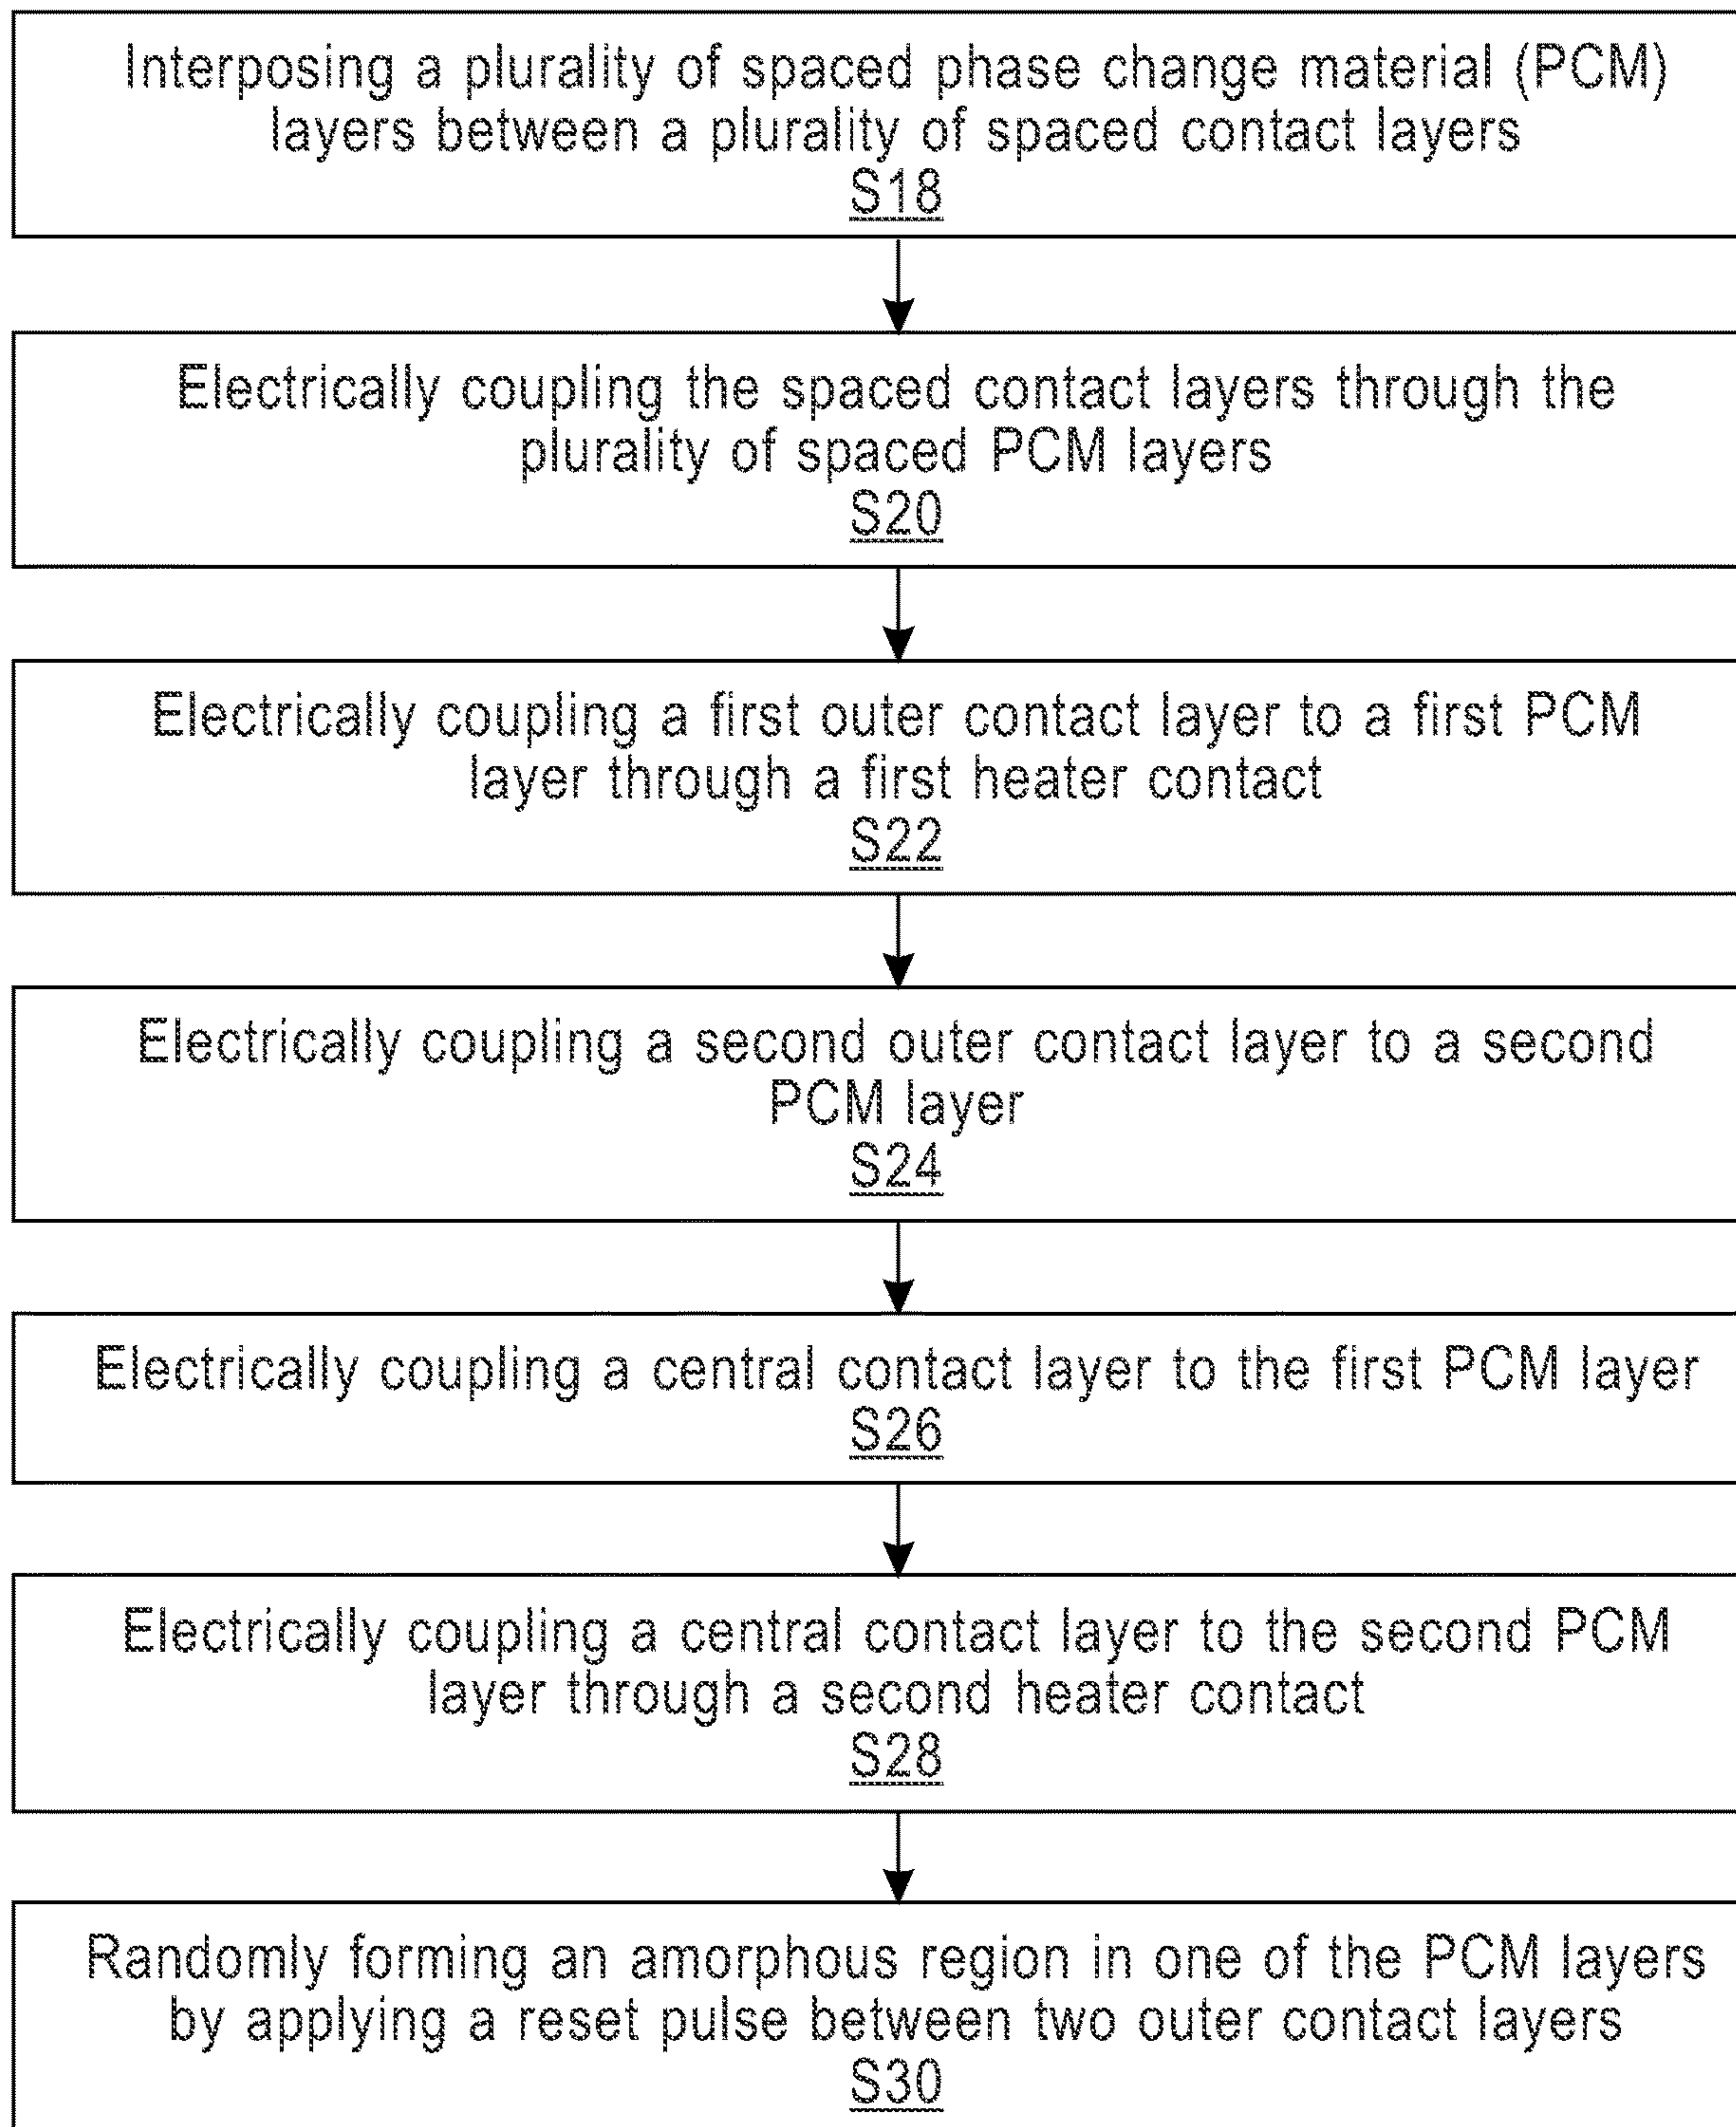 Interposing a plurality of spaced phase change material (PCM)
layers between a plurality of spaced contact layers
S18
Electrically coupling the spaced contact layers through the
plurality of spaced PCM layers
S20
Electrically coupling a first outer contact layer to a first PCM
layer through a first heater contact
S22
Electrically coupling a second outer contact layer to a second
PCM layer
S24
Electrically coupling a central contact layer to the first PCM layer
S26
Electrically coupling a central contact layer to the second PCM
layer through a second heater contact
S28
Randomly forming an amorphous region in one of the PCM layers
by applying a reset pulse between two outer contact layers
S30